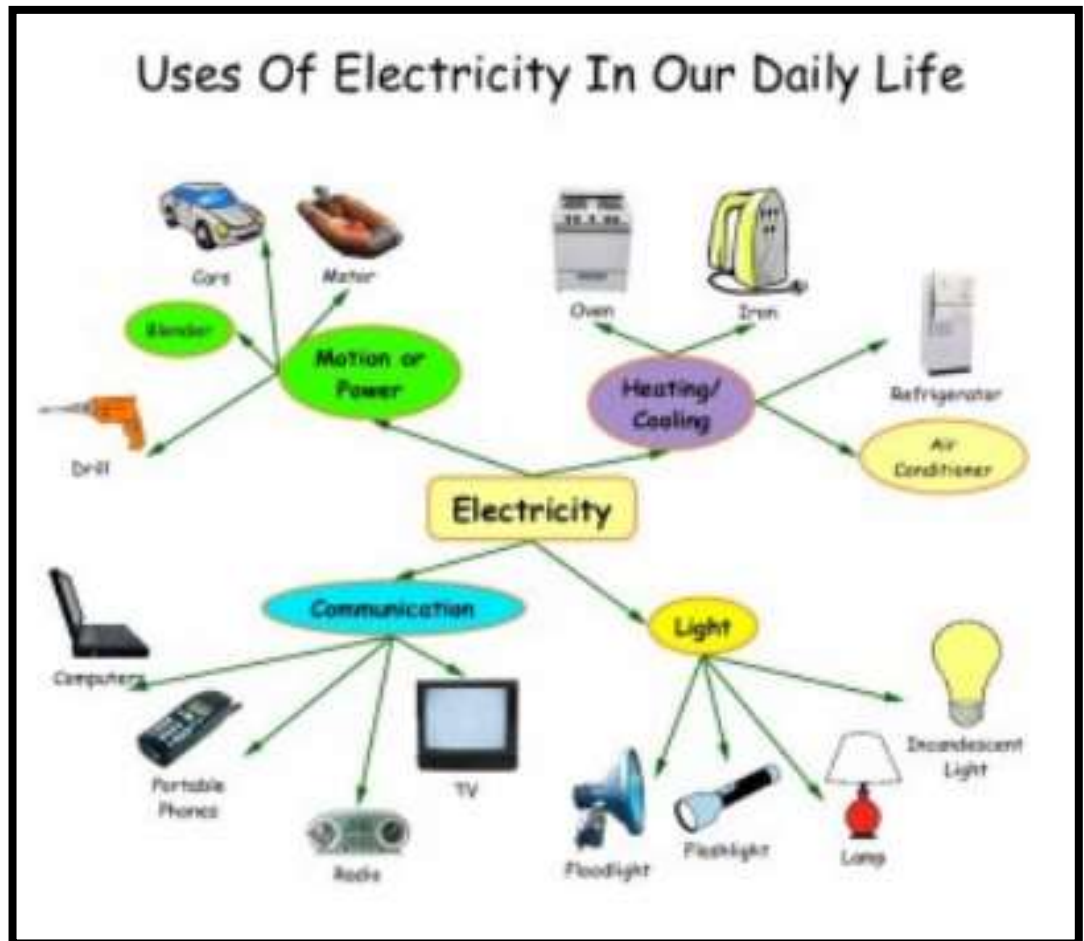 Uses Of Electricity In Our Daily Life
Cars
Motor
Blender
Motion or
Power
Drill
Oven
Iron
Heating/
Cooling
Refrigerator
Air
Conditioner
Electricity
Communication
Light
Computers
Portable
Phones
Radio
TV
Floodlight
Flashlight
Lamp
Incandescent
Light